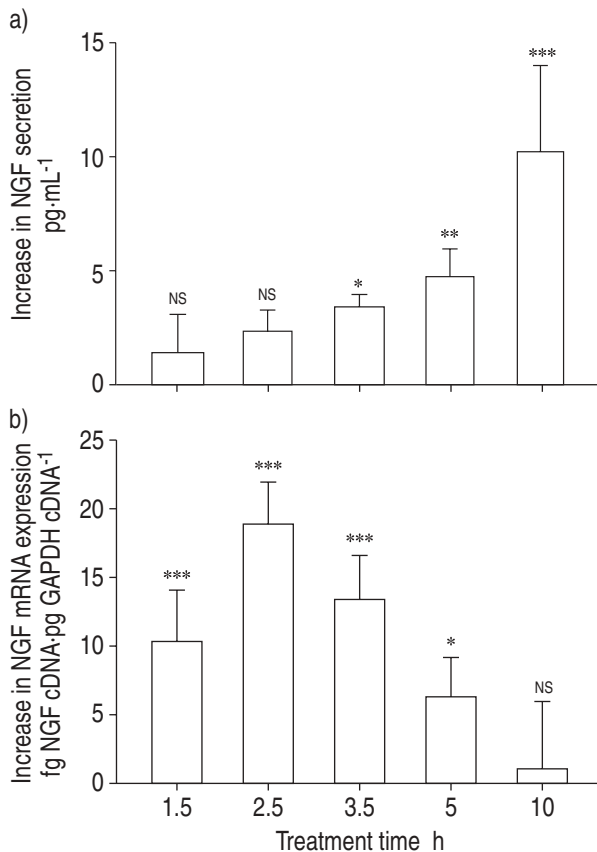 a)
Increase in NGF secretion
pg·mL⁻¹
15
10
5
0
NS
NS
*
**
***
b)
Increase in NGF mRNA expression
fg NGF cDNA·pg GAPDH cDNA⁻¹
25
20
15
10
5
0
***
***
***
*
NS
1.5 2.5 3.5 5 10
Treatment time h